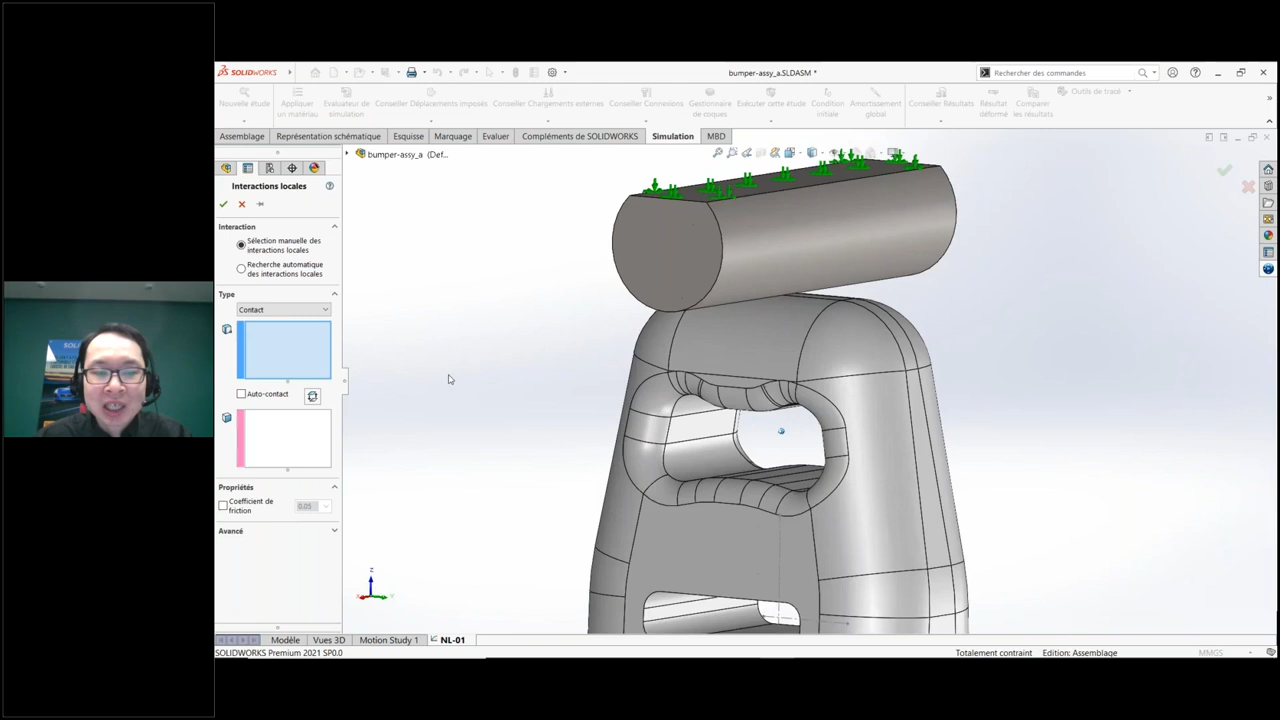 SOLIDWORKS
bumper-assy_a.SLDASM *
Rechercher des commandes
Nouvelle étude
Appliquer un matériau
Evaluateur de simulation
Conseiller Déplacements imposés
Conseiller Chargements externes
Conseiller Connexions
Gestionnaire de coques
Exécuter cette étude
Condition initiale
Amortissement global
Conseiller Résultats
Résultat déformé
Comparer les résultats
Outils de tracé
Assemblage
Représentation schématique
Esquisse
Marquage
Evaluer
Compléments de SOLIDWORKS
Simulation
MBD
bumper-assy_a (Def...
Interactions locales
Interaction
Sélection manuelle des
interactions locales
Recherche automatique
des interactions locales
Type
Contact
Auto-contact
Propriétés
Coefficient de
friction
0.05
Avancé
Z
Modèle
Vues 3D
Motion Study 1
NL-01
SOLIDWORKS Premium 2021 SP0.0
Totalement contraint
Edition: Assemblage
MMGS